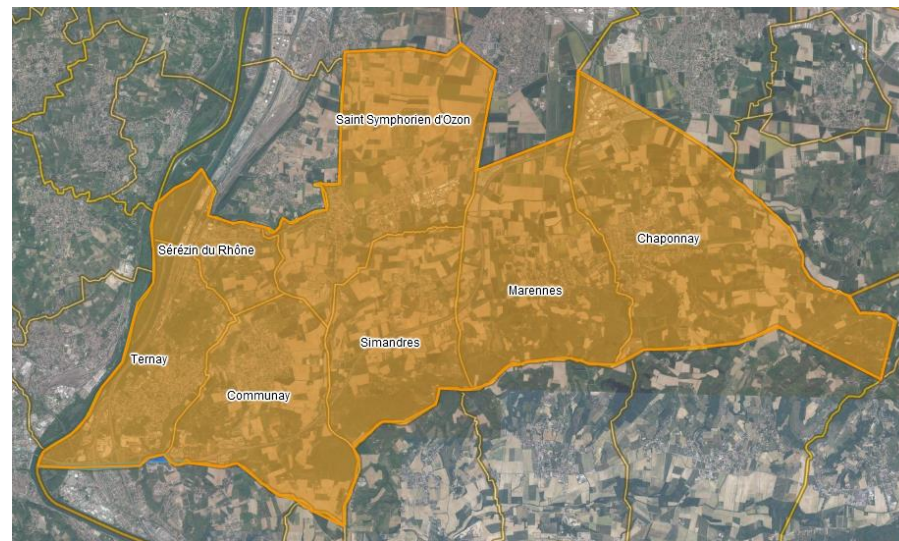 Saint Symphorien d'Ozon
Chaponnay
Sérézin du Rhône
Marennes
Simandres
Ternay
Communay